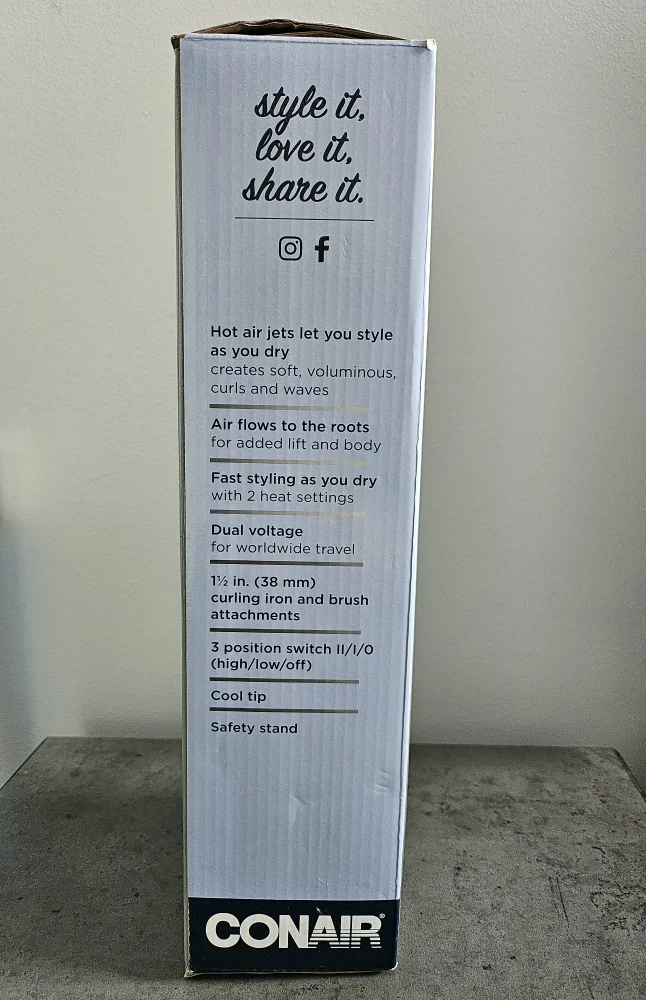 style it,
love it,
share it.
Hot air jets let you style
as you dry
creates soft, voluminous,
curls and waves
Air flows to the roots
for added lift and body
Fast styling as you dry
with 2 heat settings
Dual voltage
for worldwide travel
1½ in. (38 mm)
curling iron and brush
attachments
3 position switch II/I/O
(high/low/off)
Cool tip
Safety stand
CONAIR®